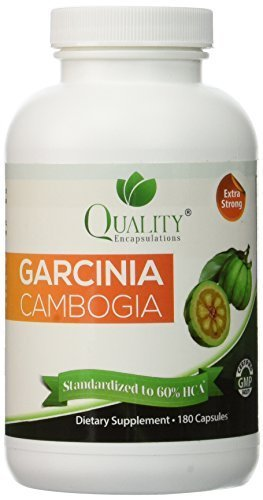 Extra
Strong
QUALITY®
Encapsulations
GARCINIA
CAMBOGIA
Standardized to 60% HCA
Dietary Supplement • 180 Capsules
GMP